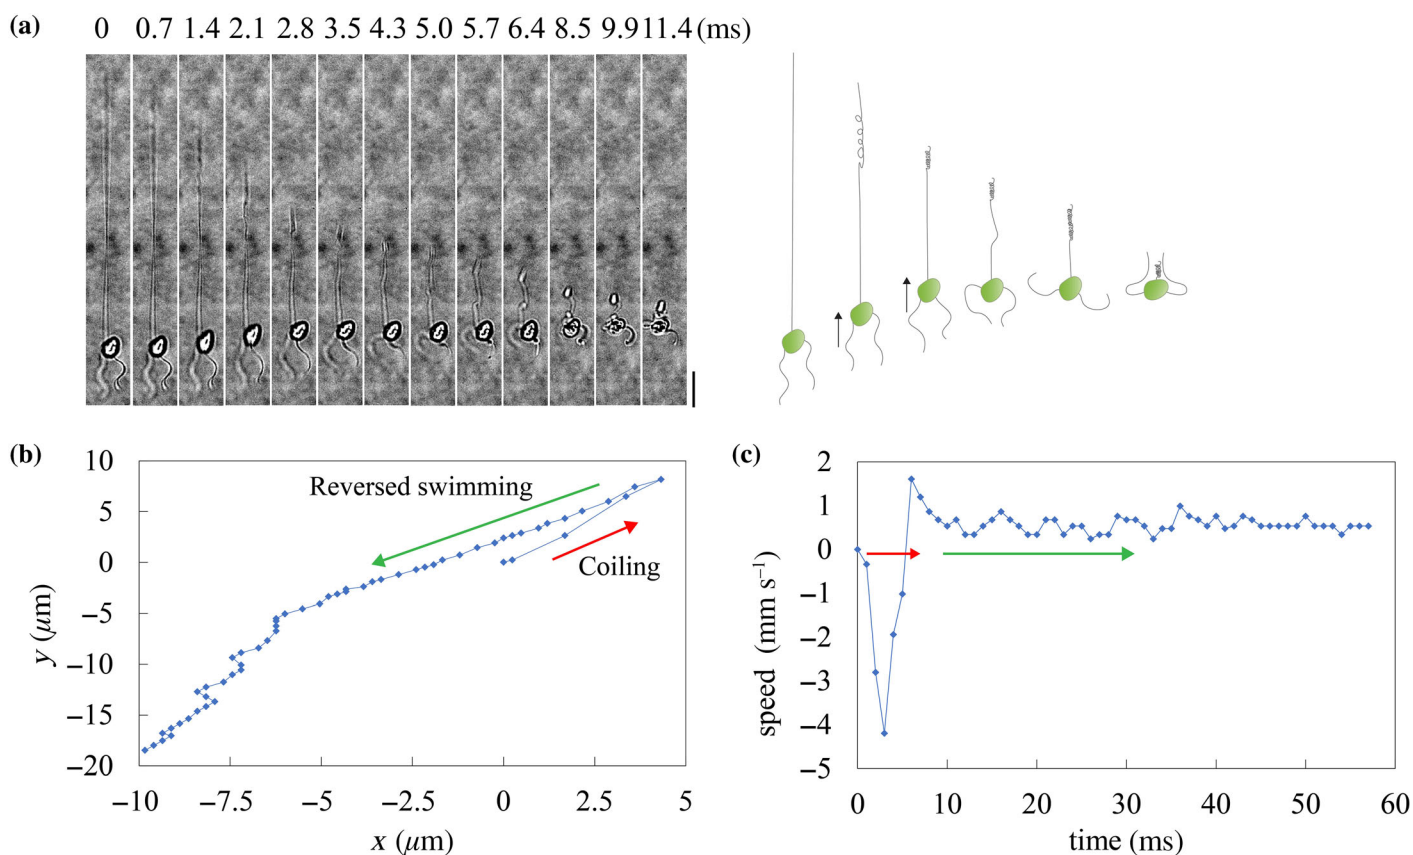 (a) 0 0.7 1.4 2.1 2.8 3.5 4.3 5.0 5.7 6.4 8.5 9.9 11.4 (ms)
(b)
10
5
0
−5
−10
−15
−20
y (μm)
Reversed swimming
Coiling
−10 −7.5 −5 −2.5 0 2.5 5
x (μm)
(c)
2
1
0
−1
−2
−3
−4
−5
speed (mm s⁻¹)
0 10 20 30 40 50 60
time (ms)